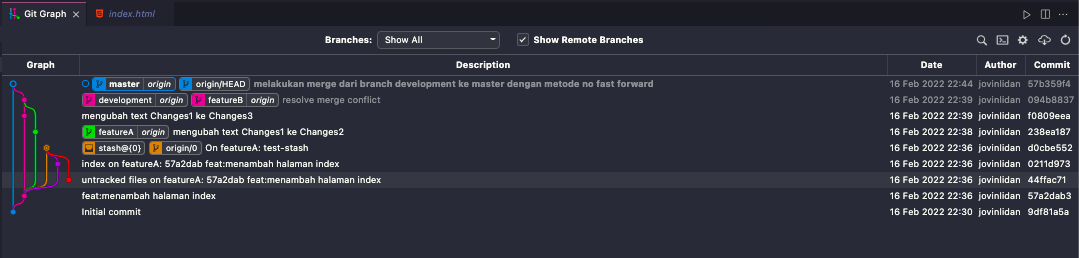 Git Graph index.html
Branches: Show All Show Remote Branches
Graph Description Date Author Commit
master origin origin/HEAD melakukan merge dari branch development ke master dengan metode no fast forward 16 Feb 2022 22:44 jovinlidan 57b359f4
development origin featureB origin resolve merge conflict 16 Feb 2022 22:39 jovinlidan 094b8837
mengubah text Changes1 ke Changes3 16 Feb 2022 22:39 jovinlidan f0809eea
featureA origin mengubah text Changes1 ke Changes2 16 Feb 2022 22:38 jovinlidan 238ea187
stash@{0} origin/0 On featureA: test-stash 16 Feb 2022 22:36 jovinlidan d0cbe552
index on featureA: 57a2dab feat:menambah halaman index 16 Feb 2022 22:36 jovinlidan 0211d973
untracked files on featureA: 57a2dab feat:menambah halaman index 16 Feb 2022 22:36 jovinlidan 44ffac71
feat:menambah halaman index 16 Feb 2022 22:36 jovinlidan 57a2dab3
Initial commit 16 Feb 2022 22:30 jovinlidan 9df81a5a